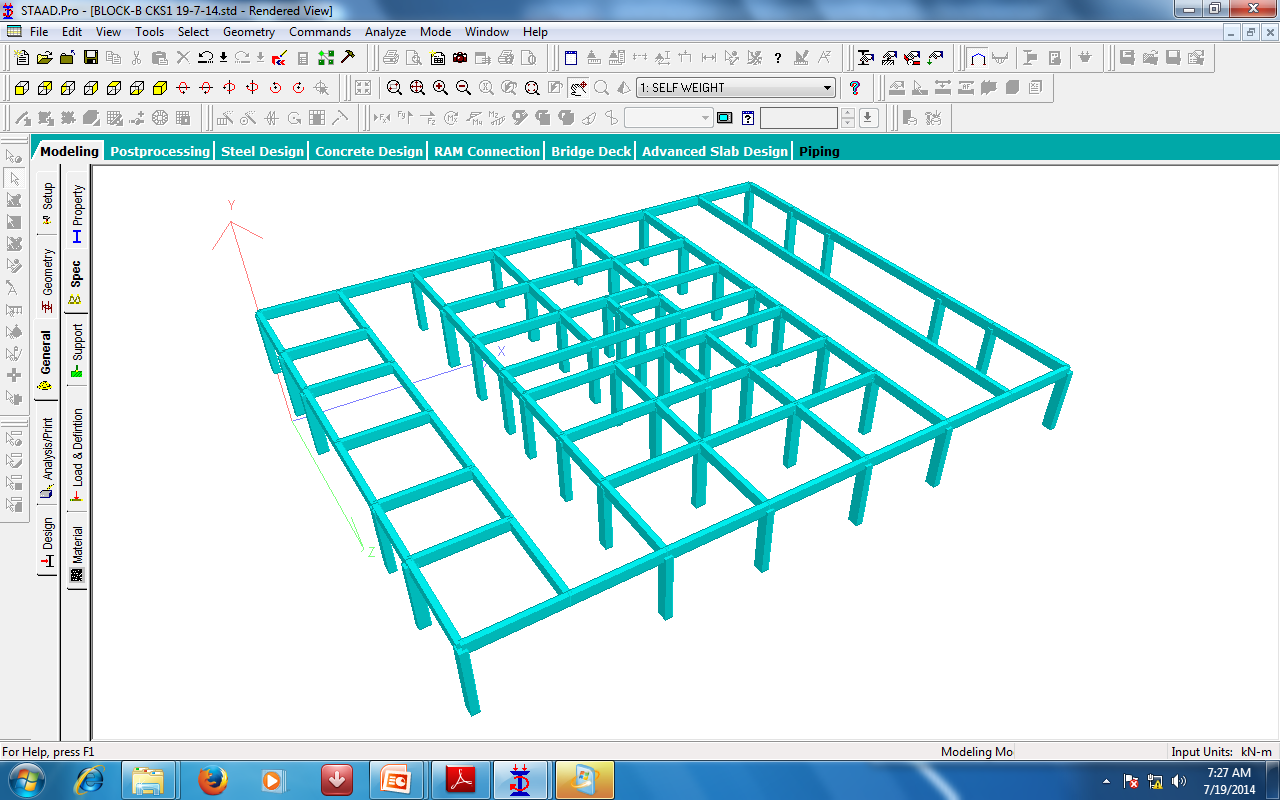 STAAD.Pro - [BLOCK-B CKS1 19-7-14.std - Rendered View]
File Edit View Tools Select Geometry Commands Analyze Mode Window Help
1: SELF WEIGHT
Modeling Postprocessing Steel Design Concrete Design RAM Connection Bridge Deck Advanced Slab Design Piping
Setup
Geometry
General
Analysis/Print
Design
Property
Spec
Support
Load & Definition
Material
Y
X
Z
For Help, press F1
Modeling Mo
Input Units: kN-m
7:27 AM
7/19/2014